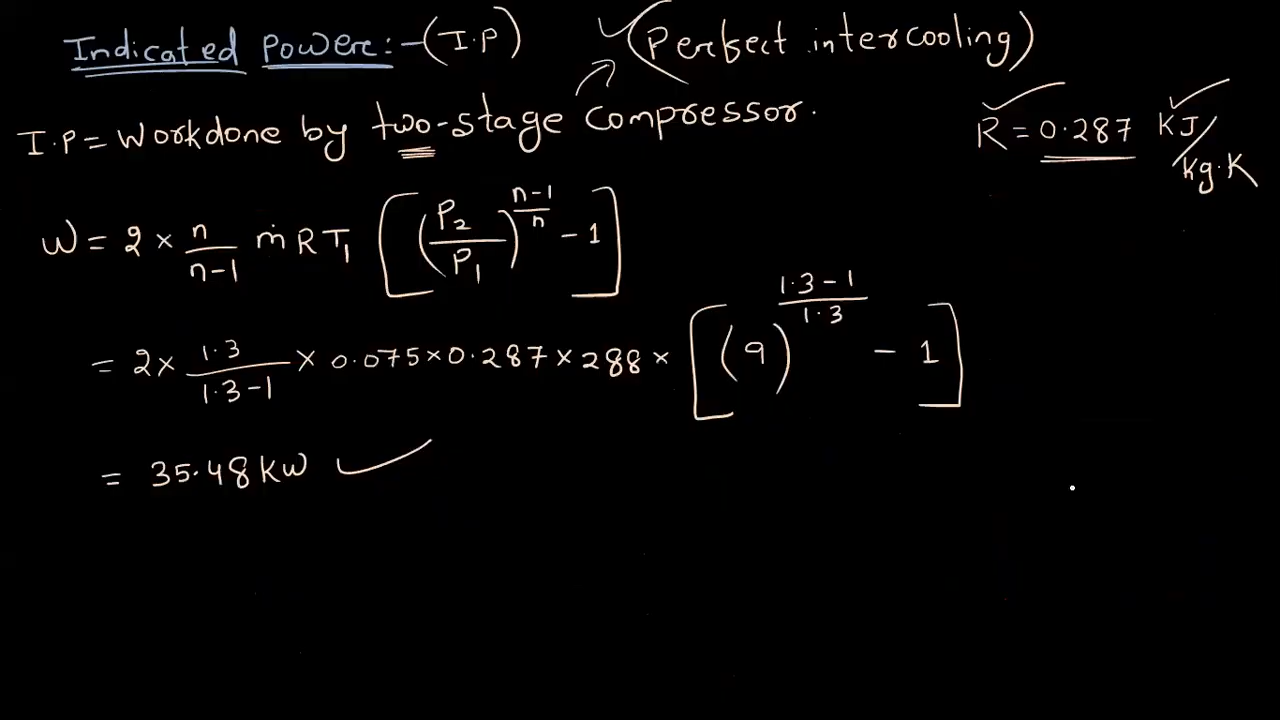 Indicated Power:-(I.P) ✓(Perfect intercooling)
I.P = Workdone by two-stage compressor.
R = 0.287 KJ/kg.K
W = 2 × n/(n-1) ṁ R T₁ [(P₂/P₁)^((n-1)/n) - 1]
= 2 × 1.3/(1.3-1) × 0.075 × 0.287 × 288 × [(9)^((1.3-1)/1.3) - 1]
= 35.48 kW ✓